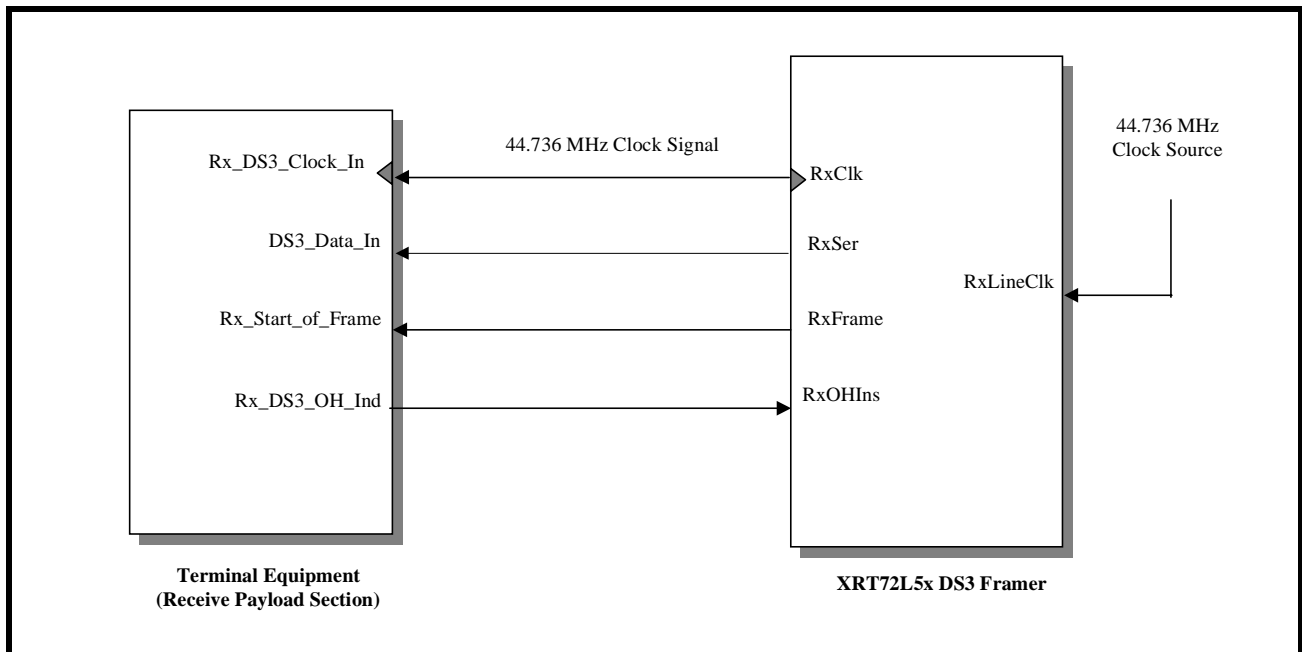 44.736 MHz
Clock Source
44.736 MHz Clock Signal
Rx_DS3_Clock_In
RxClk
DS3_Data_In
RxSer
RxLineClk
Rx_Start_of_Frame
RxFrame
Rx_DS3_OH_Ind
RxOHIns
Terminal Equipment
(Receive Payload Section)
XRT72L5x DS3 Framer